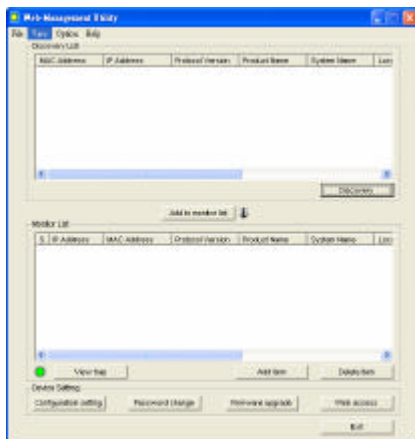 Web-Management Utility
File View Option Help
Discovery List
MAC Address IP Address Protocol Version Product Name System Name Loca
Discovery
Add to monitor list
Monitor List
S IP Address MAC Address Protocol Version Product Name System Name Loca
View trap Add Item Delete Item
Device Setting
Configuration setting Password change Firmware upgrade Web access
Exit